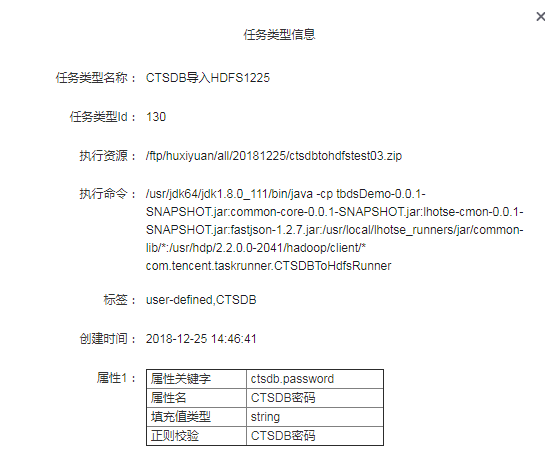 任务类型信息
任务类型名称： CTSDB导入HDFS1225
任务类型Id： 130
执行资源： /ftp/huxiyuan/all/20181225/ctsdbtohdfstest03.zip
执行命令： /usr/jdk64/jdk1.8.0_111/bin/java -cp tbdsDemo-0.0.1-
SNAPSHOT.jar:common-core-0.0.1-SNAPSHOT.jar:lhotse-cmon-0.0.1-
SNAPSHOT.jar:fastjson-1.2.7.jar:/usr/local/lhotse_runners/jar/common-
lib/*:/usr/hdp/2.2.0.0-2041/hadoop/client/*
com.tencent.taskrunner.CTSDBToHdfsRunner
标签： user-defined,CTSDB
创建时间： 2018-12-25 14:46:41
属性1：
属性关键字 ctsdb.password
属性名 CTSDB密码
填充值类型 string
正则校验 CTSDB密码